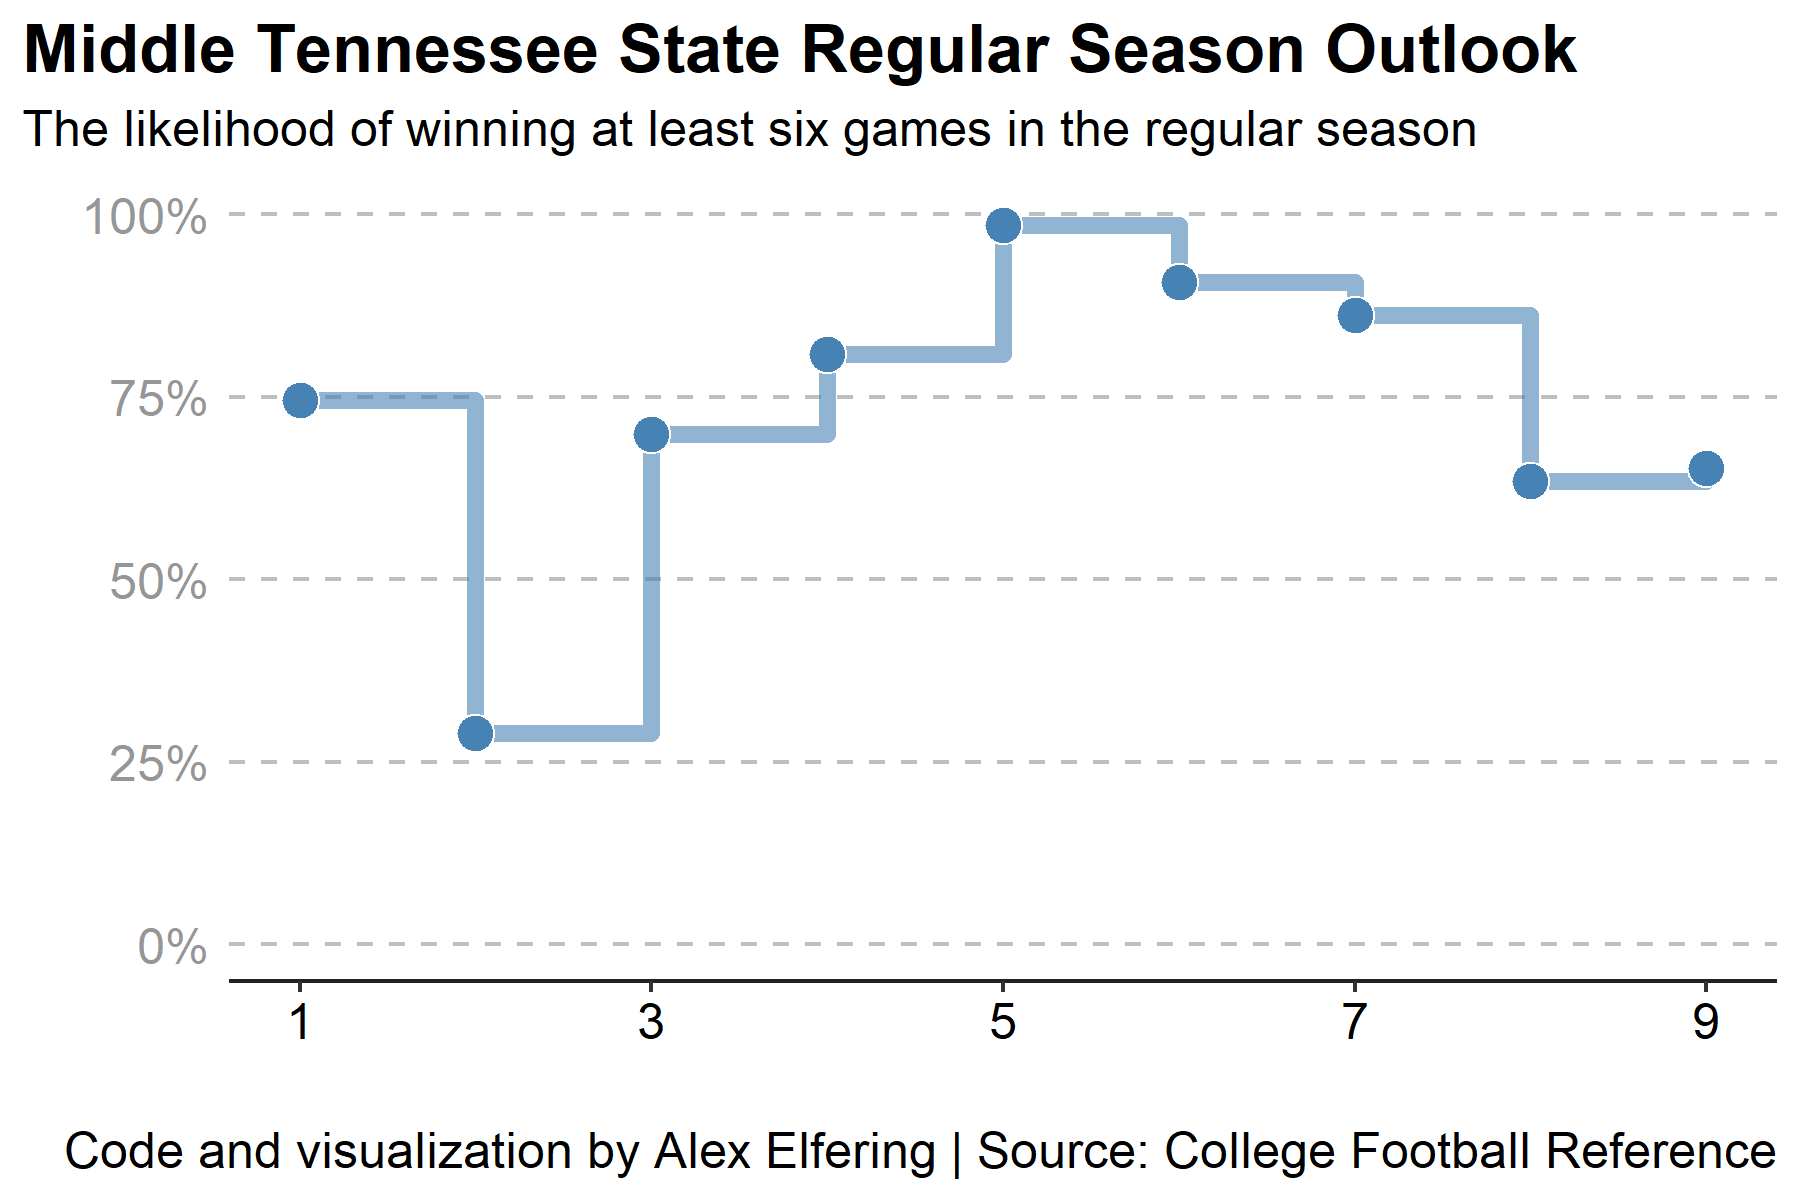 Middle Tennessee State Regular Season Outlook
The likelihood of winning at least six games in the regular season
100%
75%
50%
25%
0%
1 3 5 7 9
Code and visualization by Alex Elfering | Source: College Football Reference